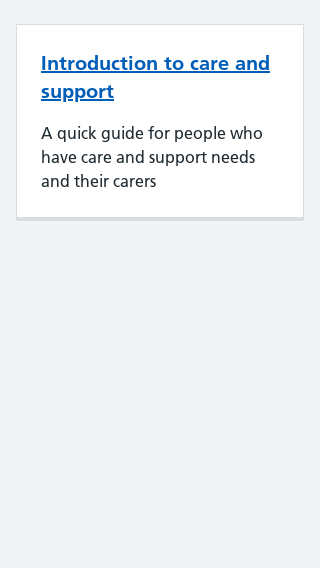 Introduction to care and
support
A quick guide for people who
have care and support needs
and their carers